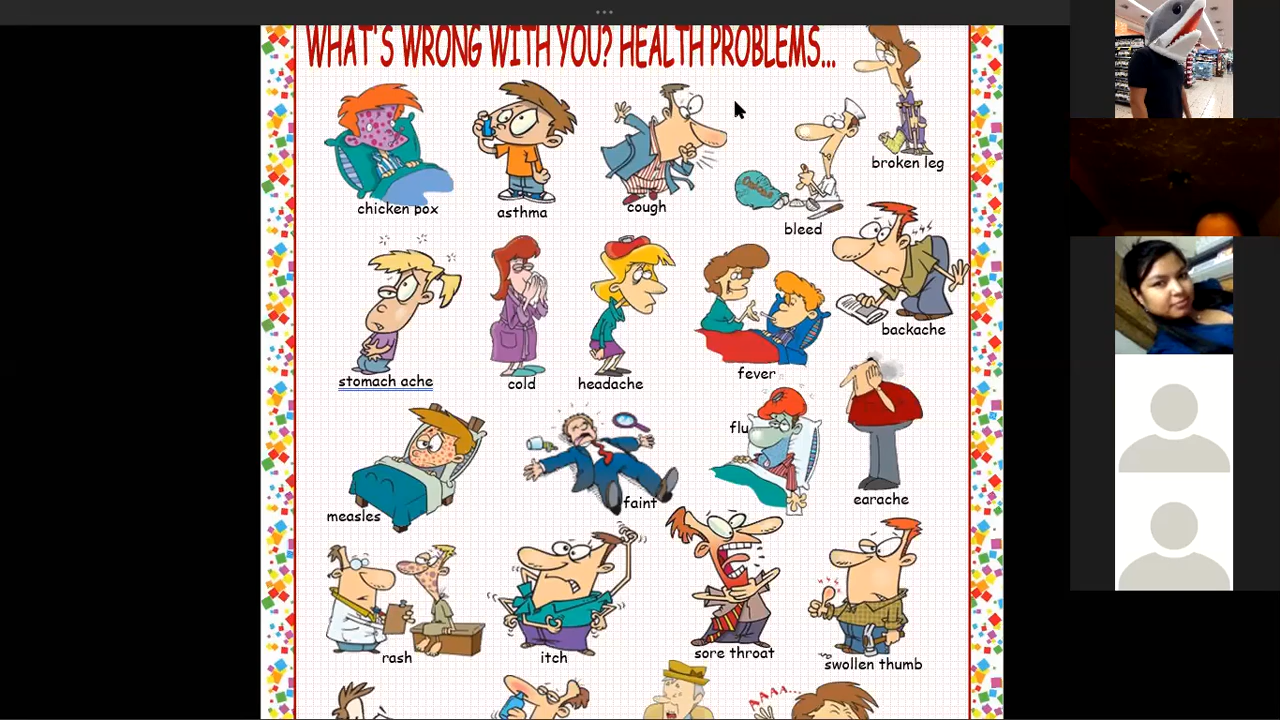 WHAT'S WRONG WITH YOU? HEALTH PROBLEMS...
broken leg
chicken pox
asthma
cough
bleed
backache
stomach ache
cold
headache
fever
flu
earache
measles
faint
rash
itch
sore throat
swollen thumb
AAAA...